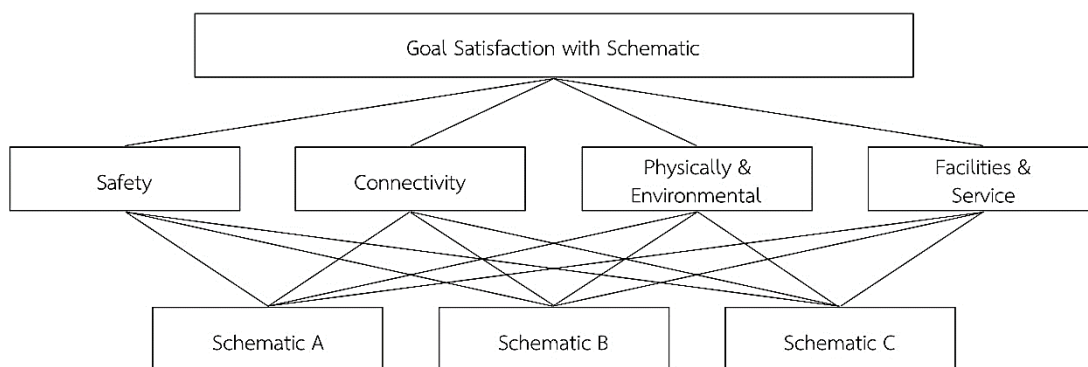 Goal Satisfaction with Schematic
Safety
Connectivity
Physically &
Environmental
Facilities &
Service
Schematic A
Schematic B
Schematic C